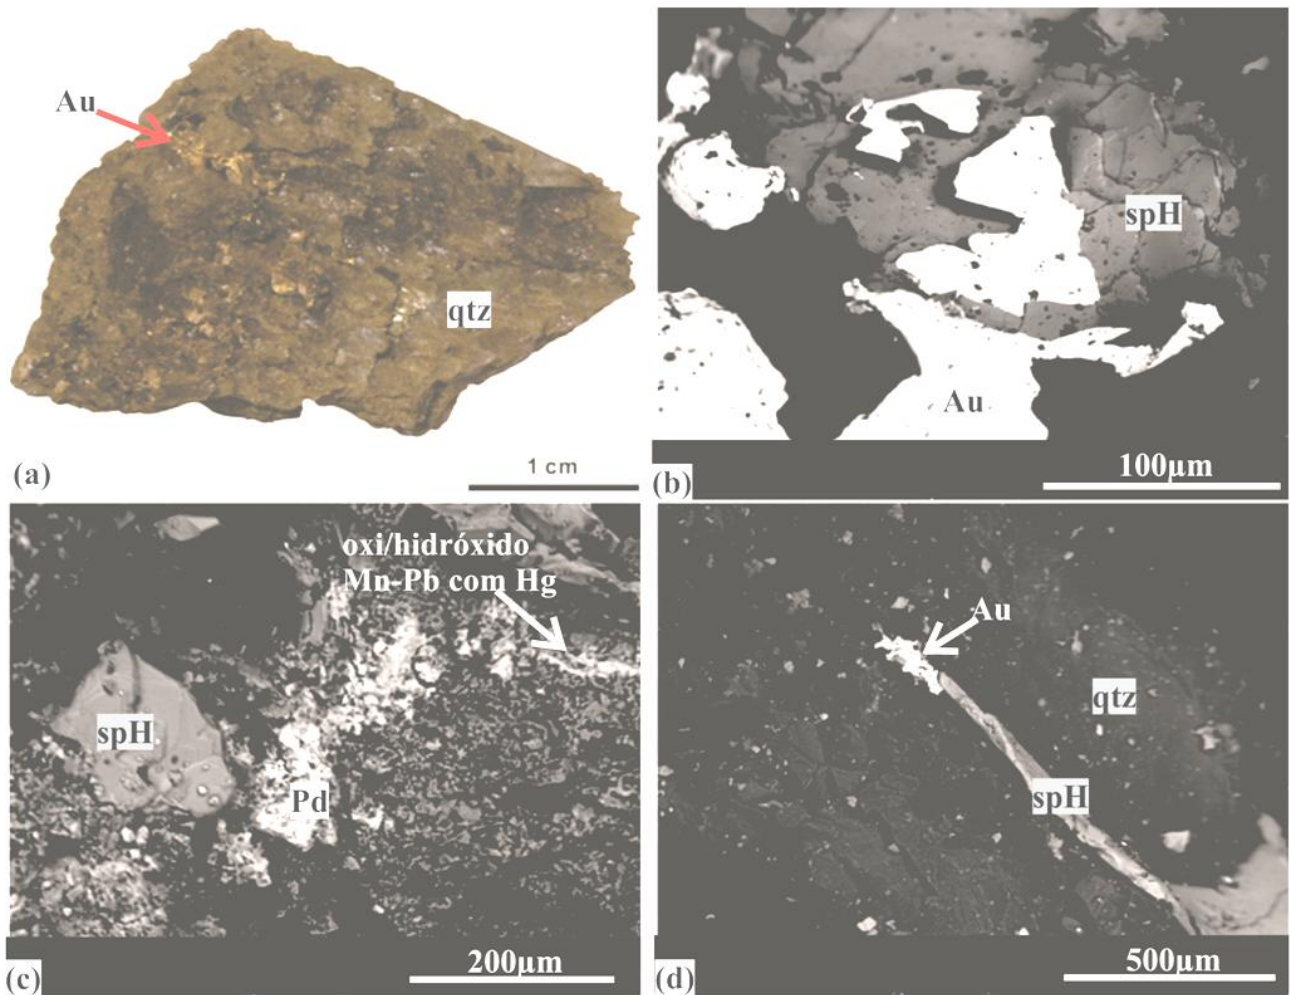 Au
qtz
(a)
1 cm
spH
Au
(b)
100µm
oxi/hidróxido
Mn-Pb com Hg
spH
Pd
(c)
200µm
Au
qtz
spH
(d)
500µm